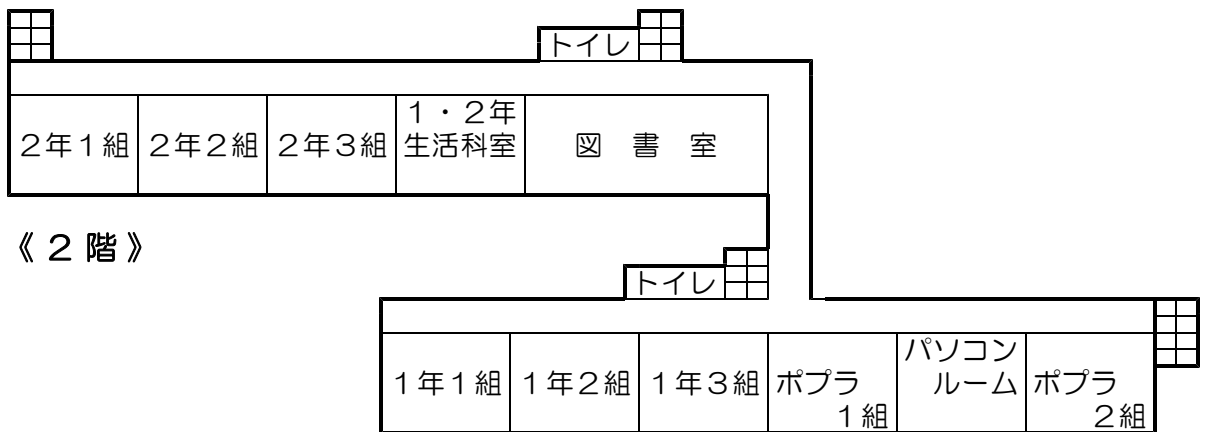 トイレ
2年1組
2年2組
2年3組
1・2年
生活科室
図 書 室
《2階》
トイレ
1年1組
1年2組
1年3組
ポプラ
1組
パソコン
ルーム
ポプラ
2組